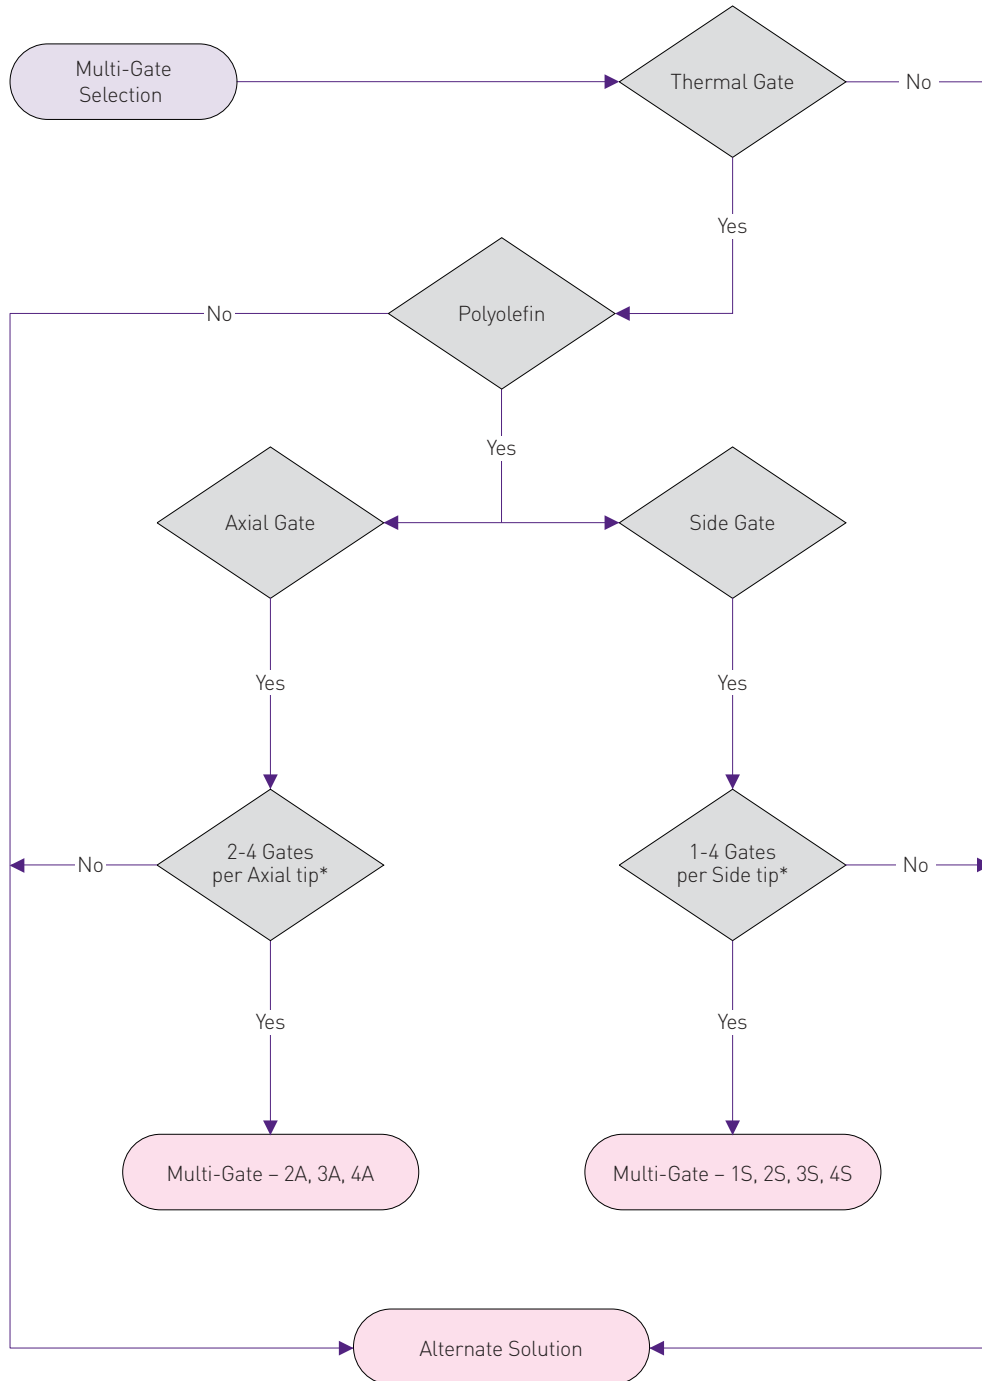 Multi-Gate
Selection
Thermal Gate
No
Yes
No
Polyolefin
Yes
Axial Gate
Side Gate
Yes
Yes
No
2-4 Gates
per Axial tip*
1-4 Gates
per Side tip*
No
Yes
Yes
Multi-Gate – 2A, 3A, 4A
Multi-Gate – 1S, 2S, 3S, 4S
Alternate Solution